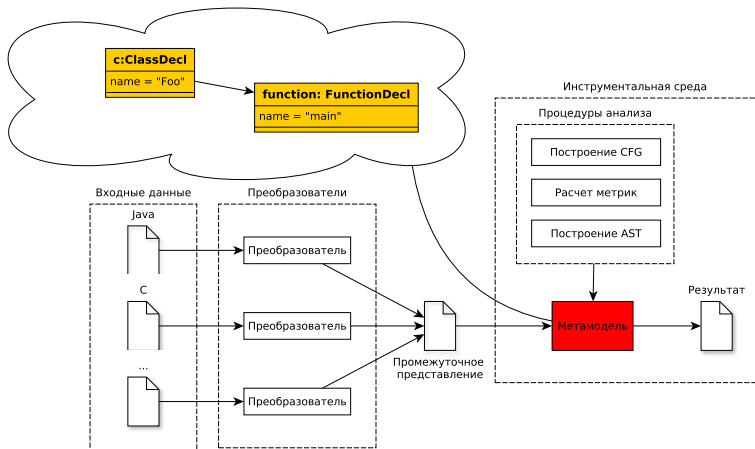 c:ClassDecl
name = "Foo"
function: FunctionDecl
name = "main"
Инструментальная среда
Процедуры анализа
Построение CFG
Расчет метрик
Построение AST
Входные данные
Преобразователи
Java
Преобразователь
C
Преобразователь
...
Преобразователь
Промежуточное
представление
Метамодель
Результат